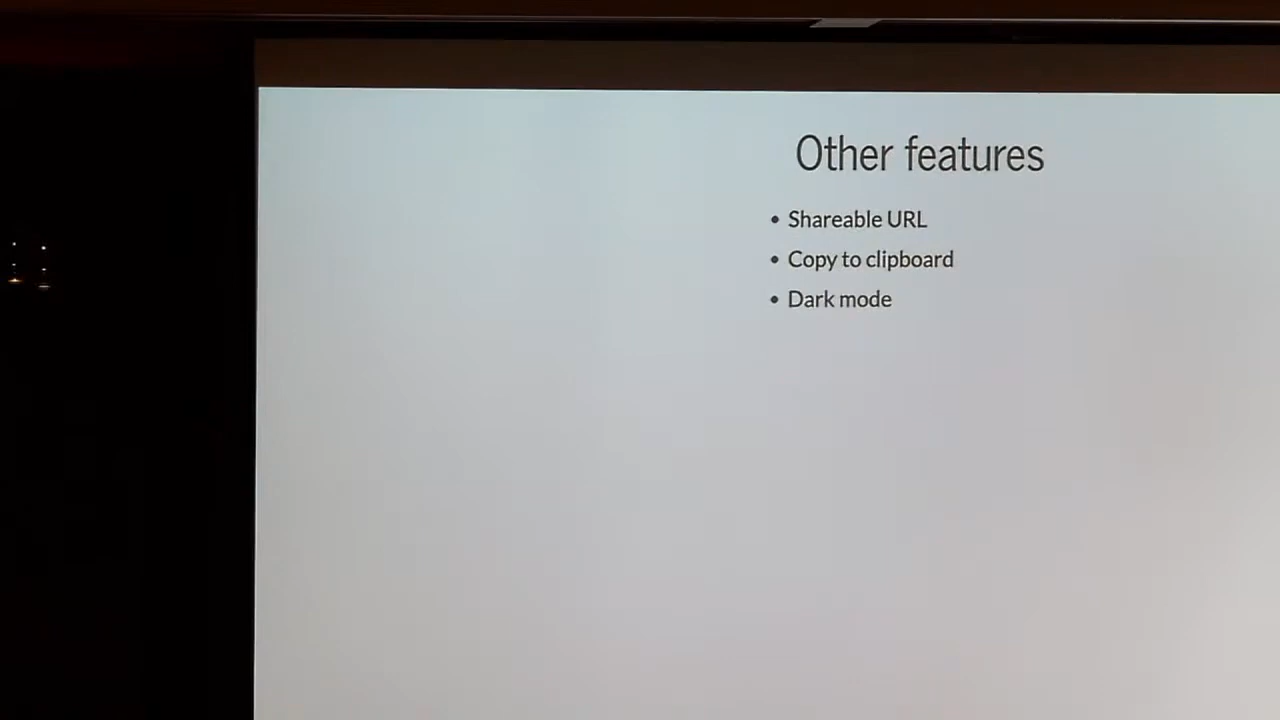 Other features
• Shareable URL
• Copy to clipboard
• Dark mode